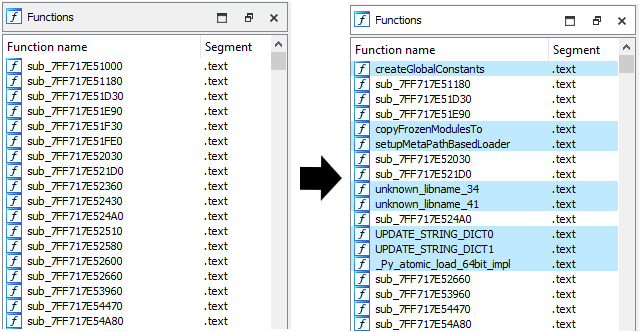 Functions
Function name Segment
sub_7FF717E51000 .text
sub_7FF717E51180 .text
sub_7FF717E51D30 .text
sub_7FF717E51E90 .text
sub_7FF717E51F30 .text
sub_7FF717E51FE0 .text
sub_7FF717E52030 .text
sub_7FF717E521D0 .text
sub_7FF717E52360 .text
sub_7FF717E52430 .text
sub_7FF717E524A0 .text
sub_7FF717E52510 .text
sub_7FF717E52580 .text
sub_7FF717E52600 .text
sub_7FF717E52660 .text
sub_7FF717E53960 .text
sub_7FF717E54470 .text
sub_7FF717E54A80 .text
Functions
Function name Segment
createGlobalConstants .text
sub_7FF717E51180 .text
sub_7FF717E51D30 .text
sub_7FF717E51E90 .text
copyFrozenModulesTo .text
setupMetaPathBasedLoader .text
sub_7FF717E52030 .text
sub_7FF717E521D0 .text
unknown_libname_34 .text
unknown_libname_41 .text
sub_7FF717E524A0 .text
UPDATE_STRING_DICT0 .text
UPDATE_STRING_DICT1 .text
_Py_atomic_load_64bit_impl .text
sub_7FF717E52660 .text
sub_7FF717E53960 .text
sub_7FF717E54470 .text
sub_7FF717E54A80 .text